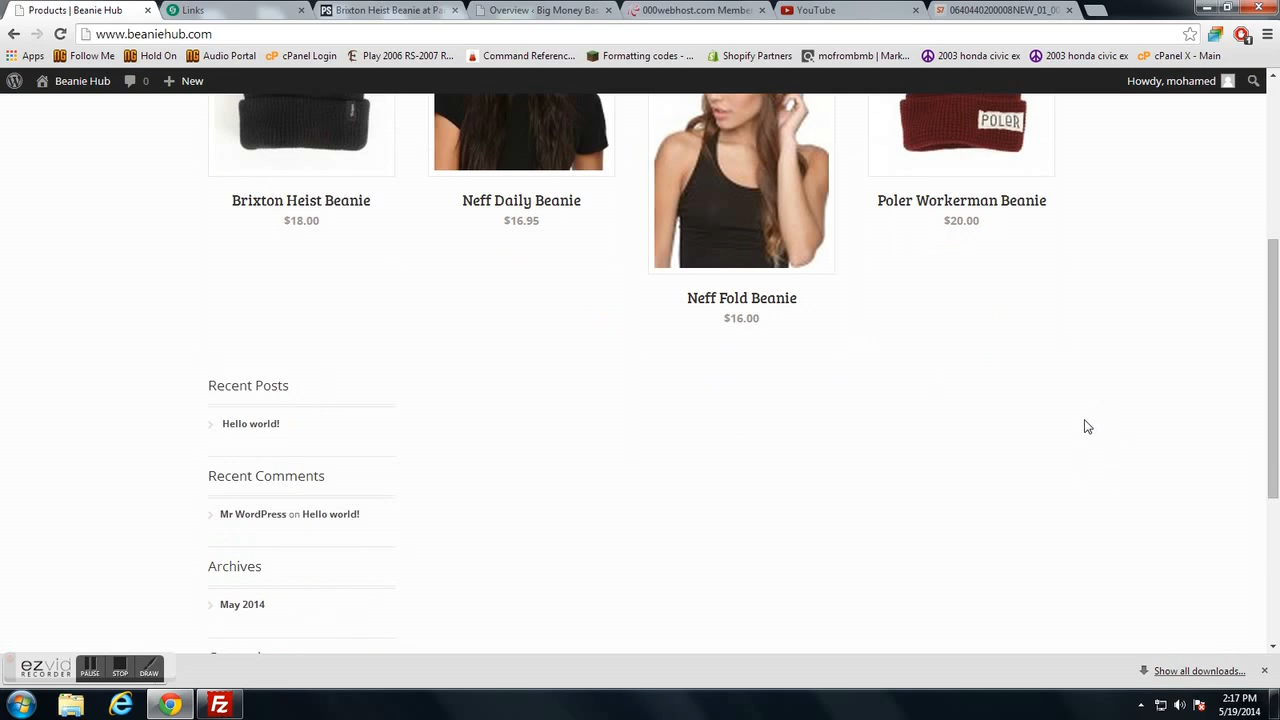 Products | Beanie Hub
Links
Brixton Heist Beanie at Pa
Overview ‹ Big Money Bas
000webhost.com Membe
YouTube
0640440200008NEW_01_00
www.beaniehub.com
Apps
Follow Me
Hold On
Audio Portal
cPanel Login
Play 2006 RS-2007 R...
Command Referenc...
Formatting codes - ...
Shopify Partners
mofrombmb | Mark...
2003 honda civic ex
2003 honda civic ex
cPanel X - Main
Beanie Hub
0
New
Howdy, mohamed
POLER
Brixton Heist Beanie
$18.00
Neff Daily Beanie
$16.95
Poler Workerman Beanie
$20.00
Neff Fold Beanie
$16.00
Recent Posts
Hello world!
Recent Comments
Mr WordPress on Hello world!
Archives
May 2014
ezvid
RECORDER
PAUSE
STOP
DRAW
Show all downloads...
2:17 PM
5/19/2014